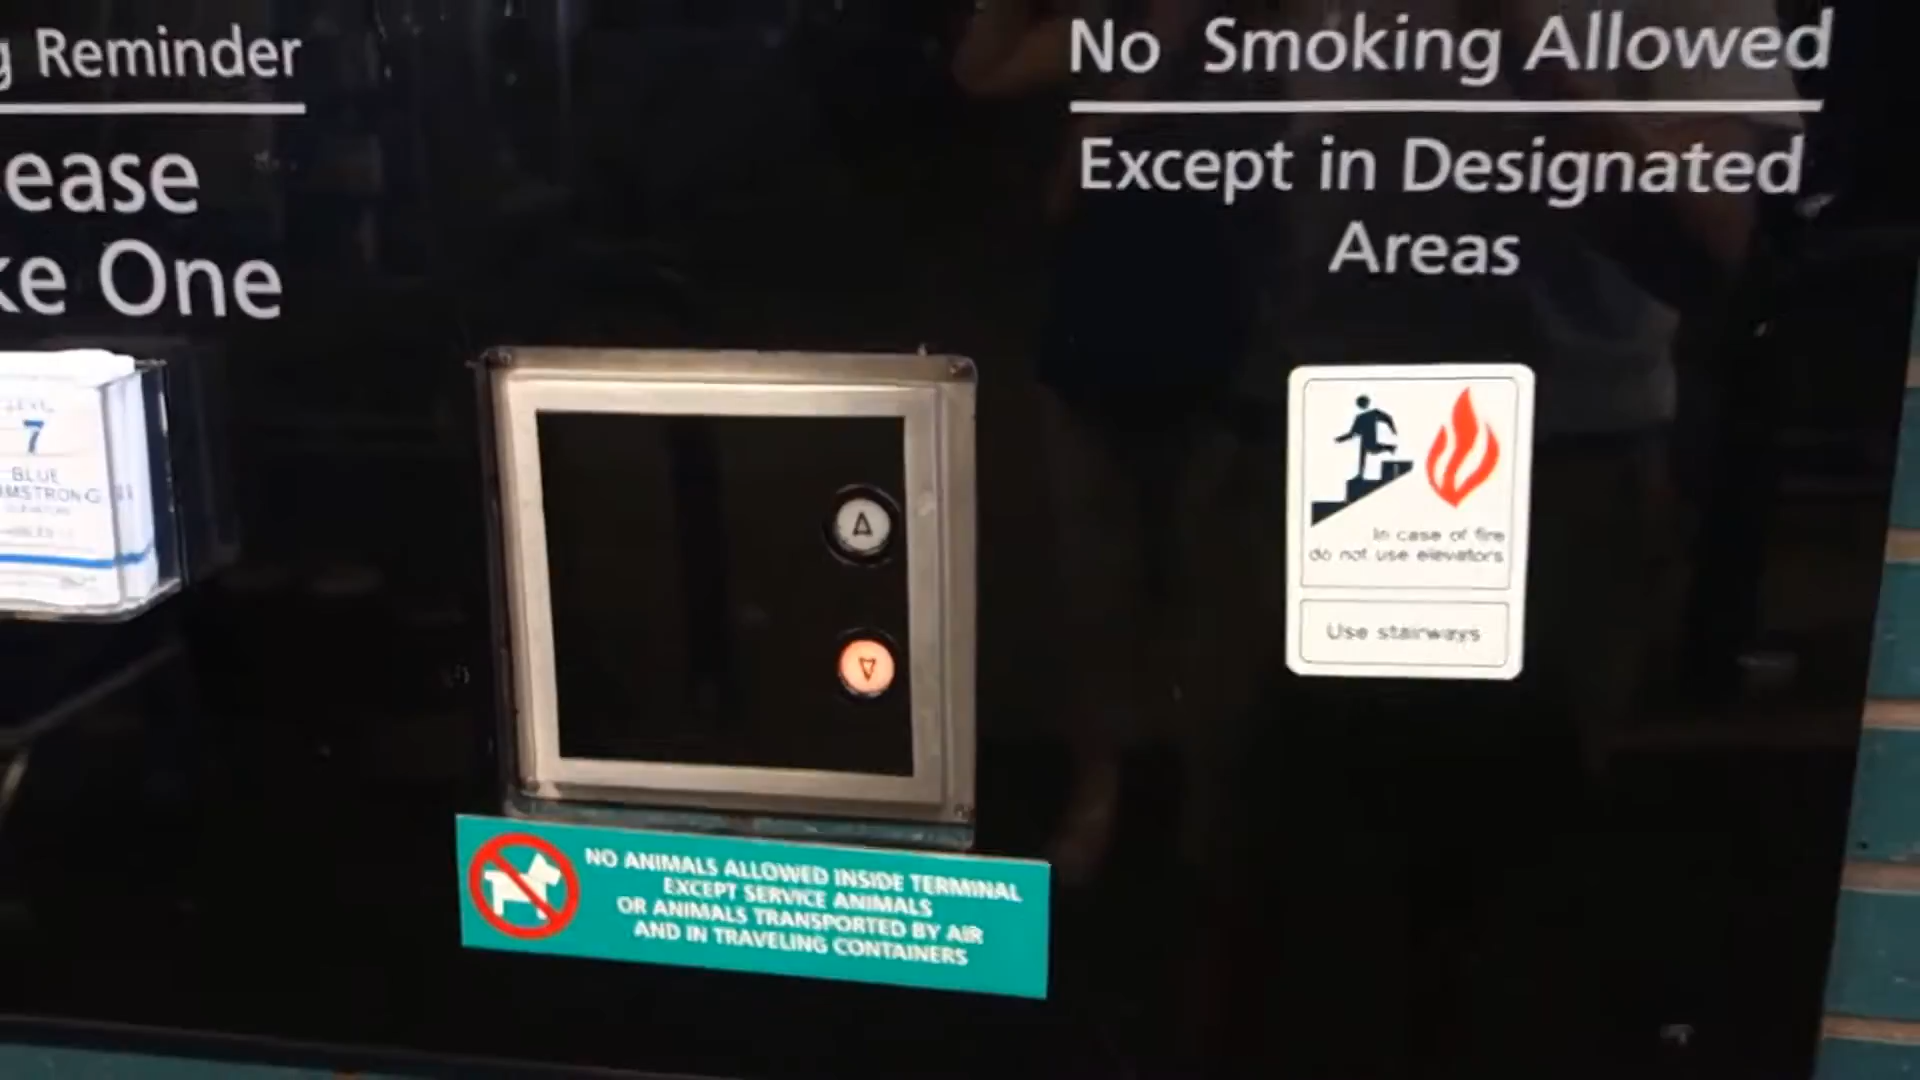 Reminder
ease
ke One
7
BLUE
MSTRONG
No Smoking Allowed
Except in Designated
Areas
In case of fire
do not use elevators
Use stairways
NO ANIMALS ALLOWED INSIDE TERMINAL
EXCEPT SERVICE ANIMALS
OR ANIMALS TRANSPORTED BY AIR
AND IN TRAVELING CONTAINERS